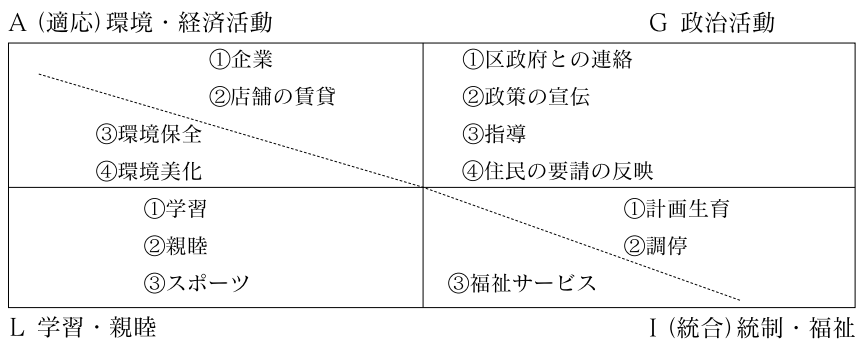 A (適応) 環境・経済活動
G 政治活動
①企業
②店舗の賃貸
③環境保全
④環境美化
①区政府との連絡
②政策の宣伝
③指導
④住民の要請の反映
①学習
②親睦
③スポーツ
①計画生育
②調停
③福祉サービス
L 学習・親睦
I (統合) 統制・福祉